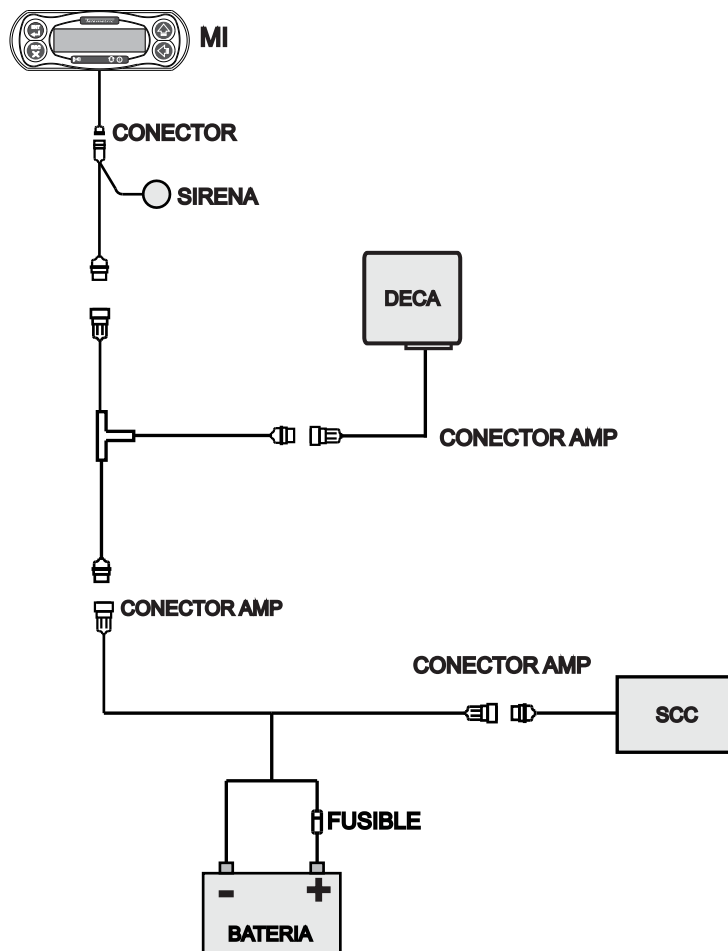 MI
CONECTOR
SIRENA
DECA
CONECTOR AMP
CONECTOR AMP
CONECTOR AMP
SCC
FUSIBLE
- +
BATERIA